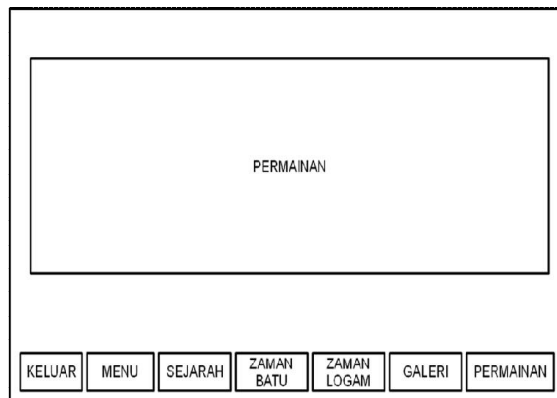 PERMAINAN
KELUAR
MENU
SEJARAH
ZAMAN
BATU
ZAMAN
LOGAM
GALERI
PERMAINAN